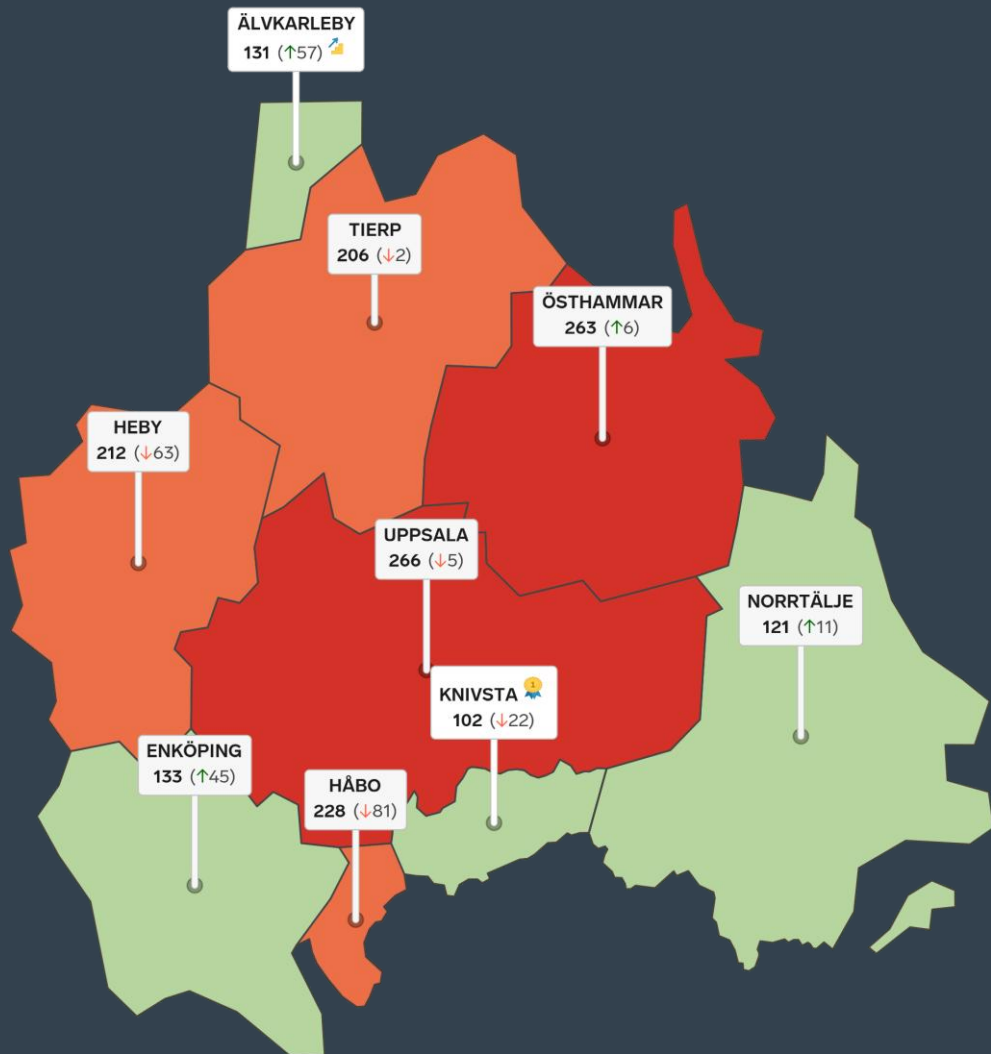 ÄLVKARLEBY
131 (↑57)
TIERP
206 (↓2)
ÖSTHAMMAR
263 (↑6)
HEBY
212 (↓63)
UPPSALA
266 (↓5)
NORRTÄLJE
121 (↑11)
KNIVSTA 1
102 (↓22)
ENKÖPING
133 (↑45)
HÅBO
228 (↓81)